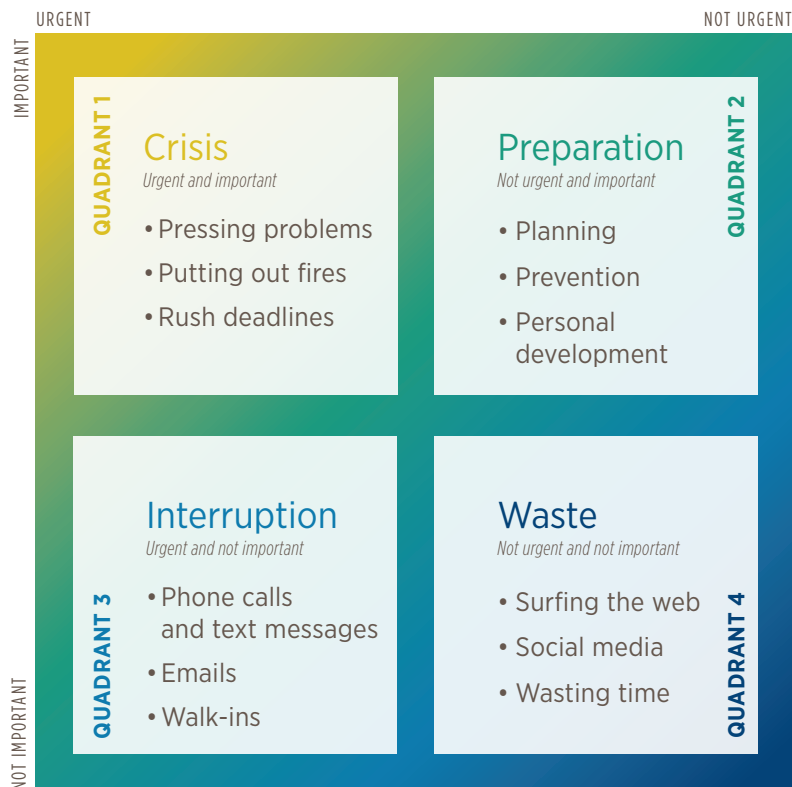 URGENT
NOT URGENT
IMPORTANT
QUADRANT 1
Crisis
Urgent and important
• Pressing problems
• Putting out fires
• Rush deadlines
Preparation
Not urgent and important
• Planning
• Prevention
• Personal
development
QUADRANT 2
NOT IMPORTANT
QUADRANT 3
Interruption
Urgent and not important
• Phone calls
and text messages
• Emails
• Walk-ins
Waste
Not urgent and not important
• Surfing the web
• Social media
• Wasting time
QUADRANT 4